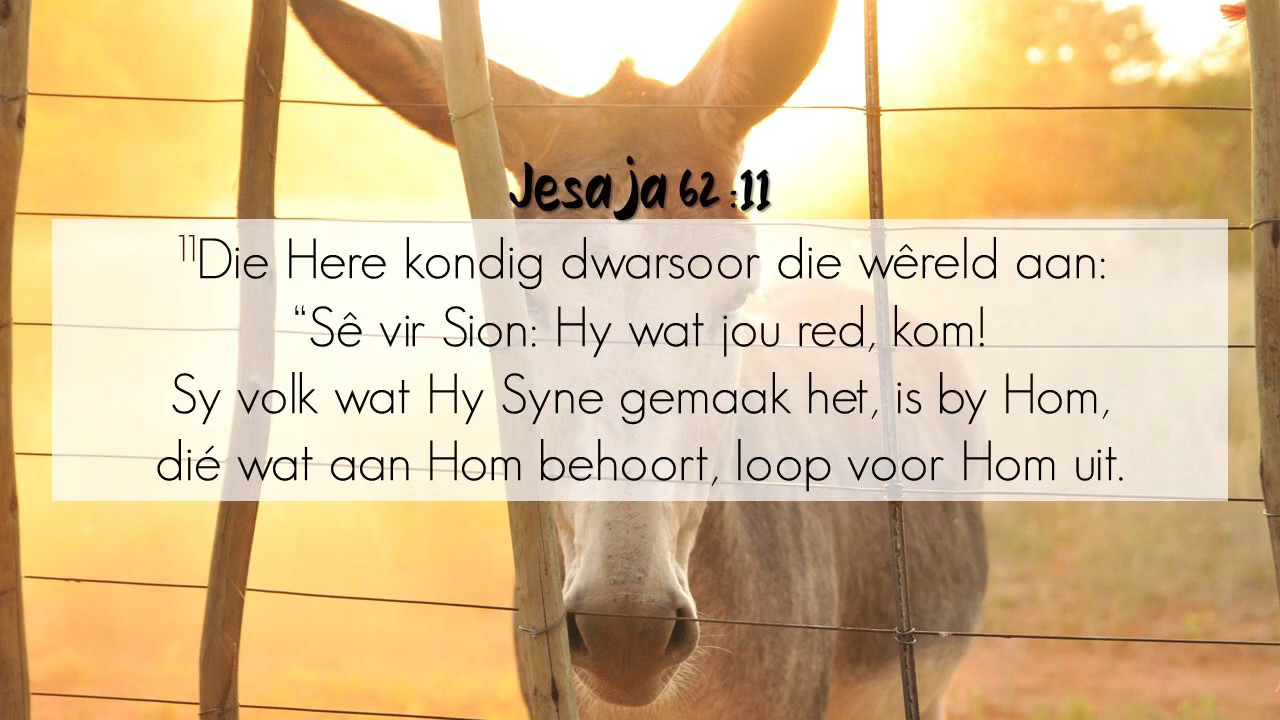 Jesaja 62:11
¹¹Die Here kondig dwarsoor die wêreld aan:
“Sê vir Sion: Hy wat jou red, kom!
Sy volk wat Hy Syne gemaak het, is by Hom,
dié wat aan Hom behoort, loop voor Hom uit.